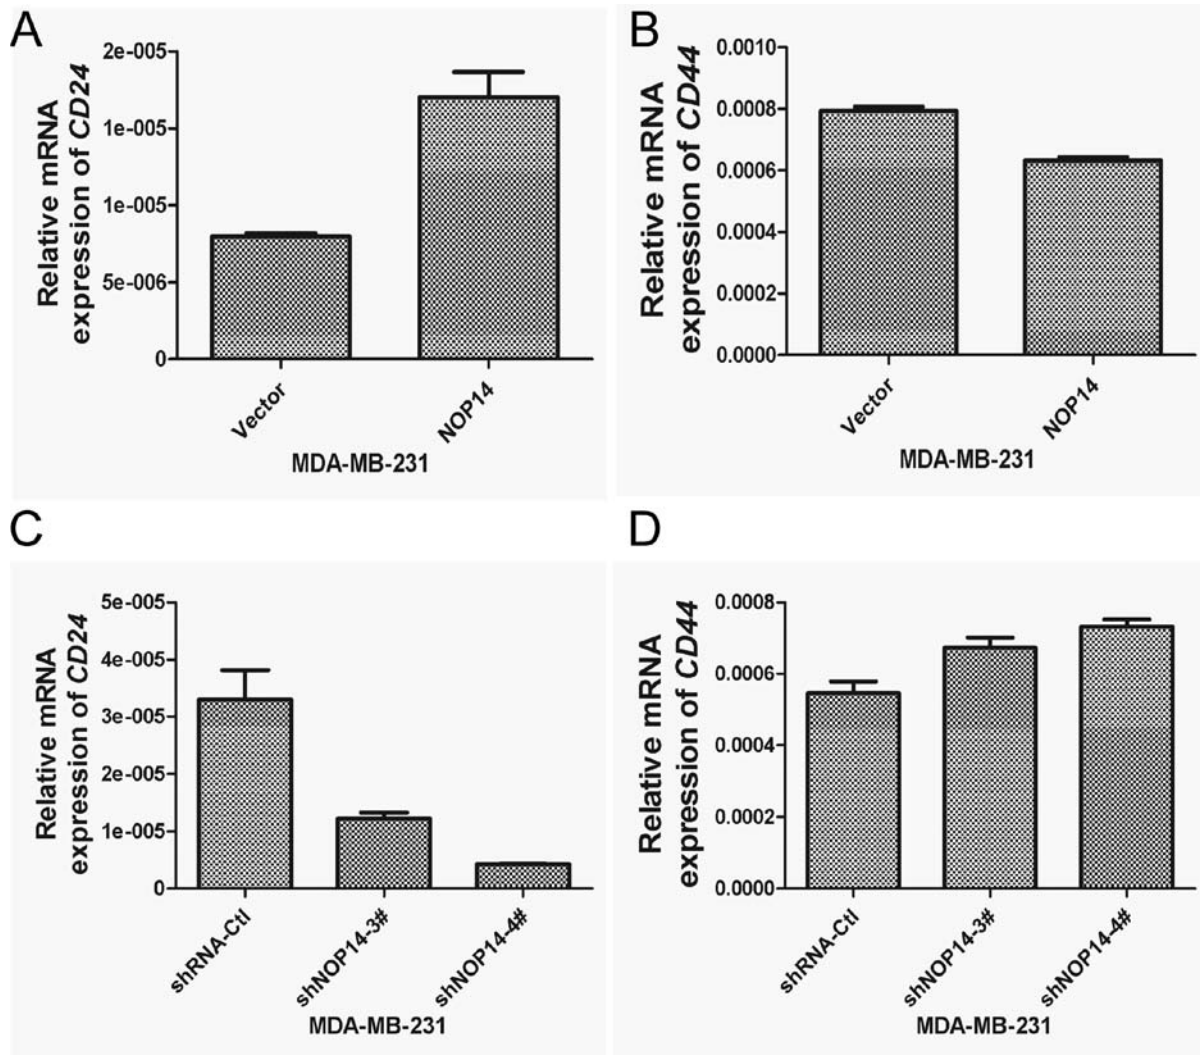 A
Relative mRNA
expression of CD24
2e-005
1e-005
1e-005
5e-006
0
Vector
NOP14
MDA-MB-231
B
Relative mRNA
expression of CD44
0.0010
0.0008
0.0006
0.0004
0.0002
0.0000
Vector
NOP14
MDA-MB-231
C
Relative mRNA
expression of CD24
5e-005
4e-005
3e-005
2e-005
1e-005
0
shRNA-Ctl
shNOP14-3#
shNOP14-4#
MDA-MB-231
D
Relative mRNA
expression of CD44
0.0008
0.0006
0.0004
0.0002
0.0000
shRNA-Ctl
shNOP14-3#
shNOP14-4#
MDA-MB-231